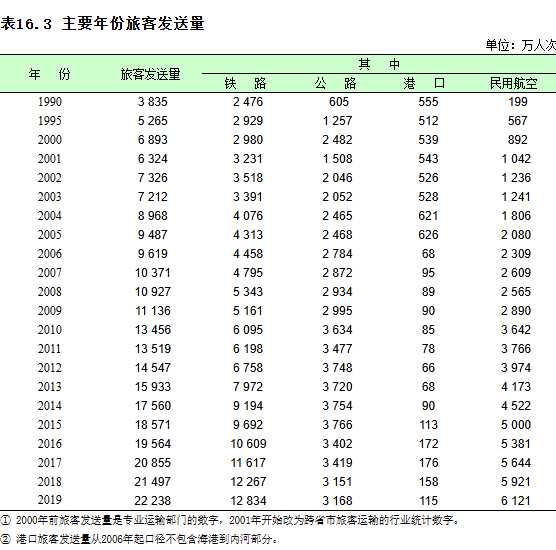 表16.3 主要年份旅客发送量
单位：万人次
年 份 旅客发送量 其 中
铁 路 公 路 港 口 民用航空
1990 3 835 2 476 605 555 199
1995 5 265 2 929 1 257 512 567
2000 6 893 2 980 2 482 539 892
2001 6 324 3 231 1 508 543 1 042
2002 7 326 3 518 2 046 526 1 236
2003 7 212 3 391 2 052 528 1 241
2004 8 968 4 076 2 465 621 1 806
2005 9 487 4 313 2 468 626 2 080
2006 9 619 4 458 2 784 68 2 309
2007 10 371 4 795 2 872 95 2 609
2008 10 927 5 343 2 934 89 2 565
2009 11 136 5 161 2 995 90 2 890
2010 13 456 6 095 3 634 85 3 642
2011 13 519 6 198 3 477 78 3 766
2012 14 547 6 758 3 748 66 3 974
2013 15 933 7 972 3 720 68 4 173
2014 17 560 9 194 3 754 90 4 522
2015 18 571 9 692 3 766 113 5 000
2016 19 564 10 609 3 402 172 5 381
2017 20 855 11 617 3 419 176 5 644
2018 21 497 12 267 3 151 158 5 921
2019 22 238 12 834 3 168 115 6 121
① 2000年前旅客发送量是专业运输部门的数字，2001年开始改为跨省市旅客运输的行业统计数字。
② 港口旅客发送量从2006年起口径不包含海港到内河部分。